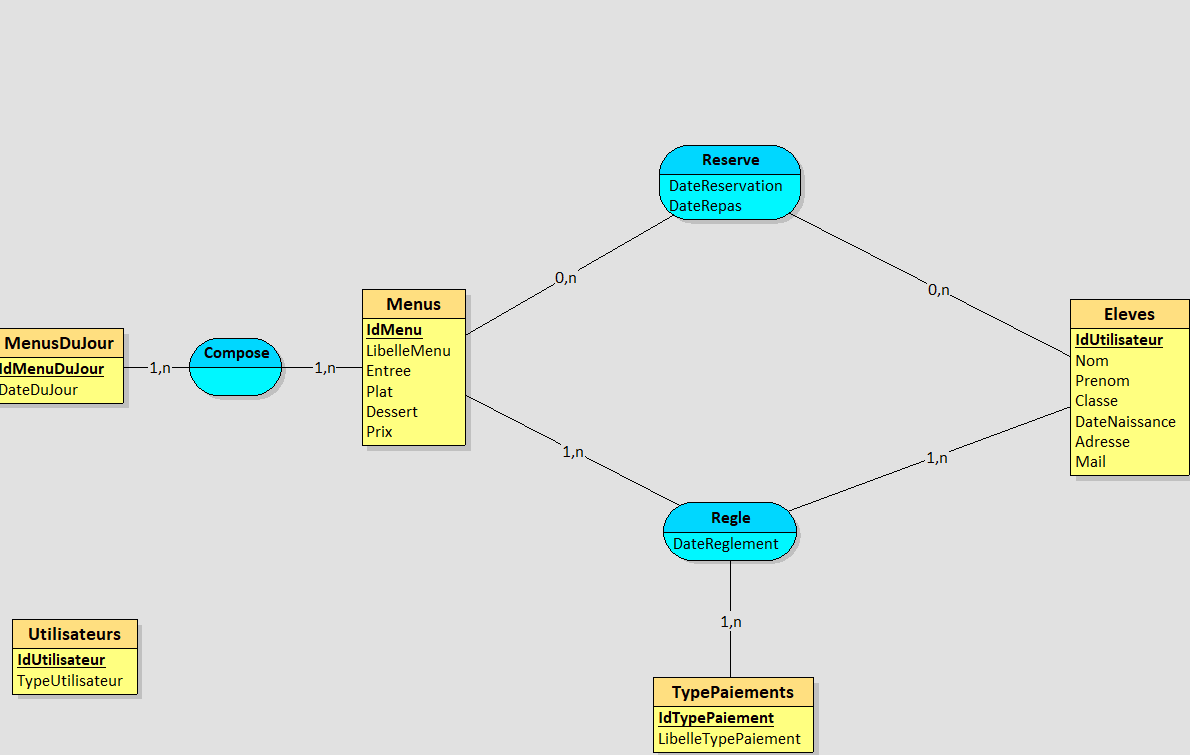 Reserve
DateReservation
DateRepas
0,n
0,n
Menus
IdMenu
LibelleMenu
Entree
Plat
Dessert
Prix
Eleves
IdUtilisateur
Nom
Prenom
Classe
DateNaissance
Adresse
Mail
MenusDuJour
IdMenuDuJour
DateDuJour
1,n
Compose
1,n
1,n
1,n
Regle
DateReglement
1,n
Utilisateurs
IdUtilisateur
TypeUtilisateur
TypePaiements
IdTypePaiement
LibelleTypePaiement